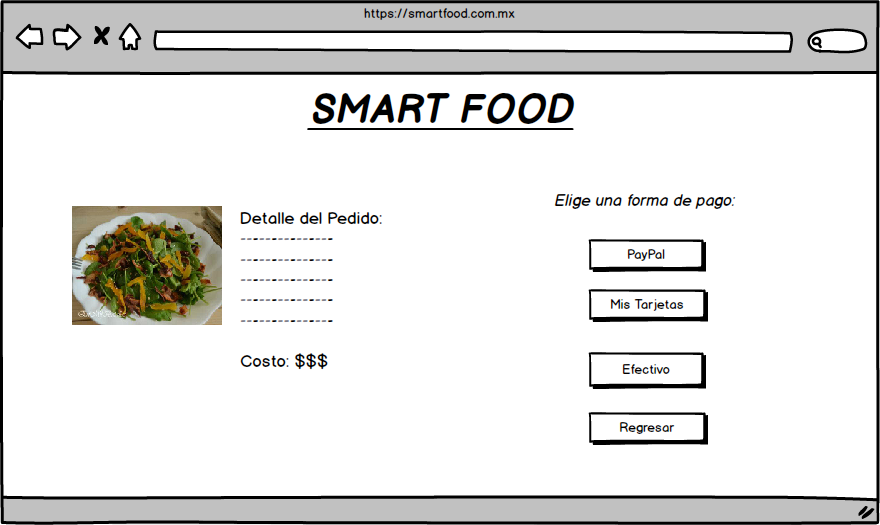 https://smartfood.com.mx
SMART FOOD
Elige una forma de pago:
Detalle del Pedido:
---------------
---------------
---------------
---------------
---------------
Costo: $$$
PayPal
Mis Tarjetas
Efectivo
Regresar